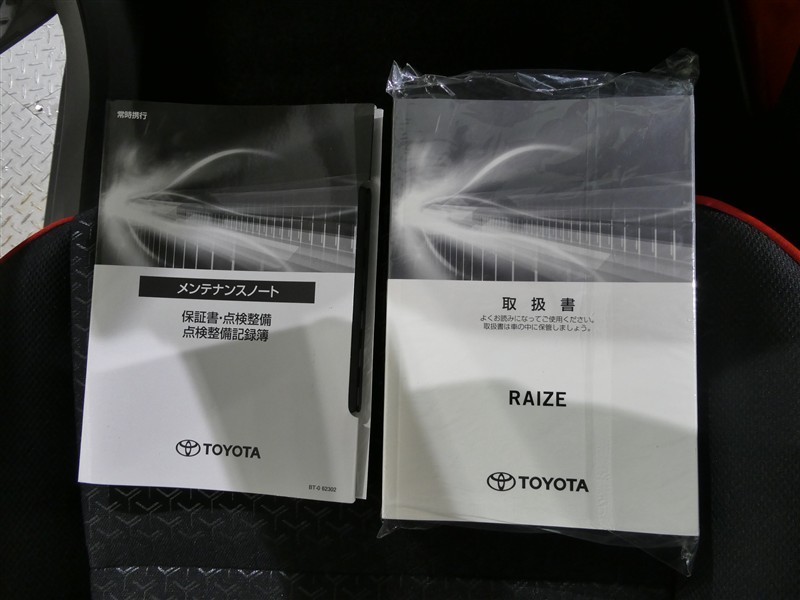 常時携行
メンテナンスノート
保証書・点検整備
点検整備記録簿
TOYOTA
BT-6 62302
取扱書
よくお読みになってご使用ください。
取扱書は車の中に保管しましょう。
RAIZE
TOYOTA